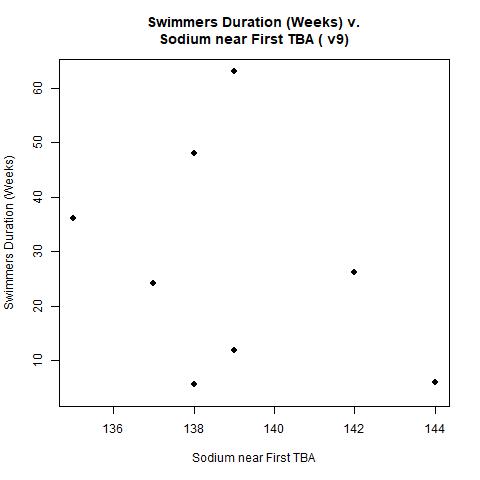 Swimmers Duration (Weeks) v.
Sodium near First TBA ( v9)
Swimmers Duration (Weeks)
60
50
40
30
20
10
136 138 140 142 144
Sodium near First TBA